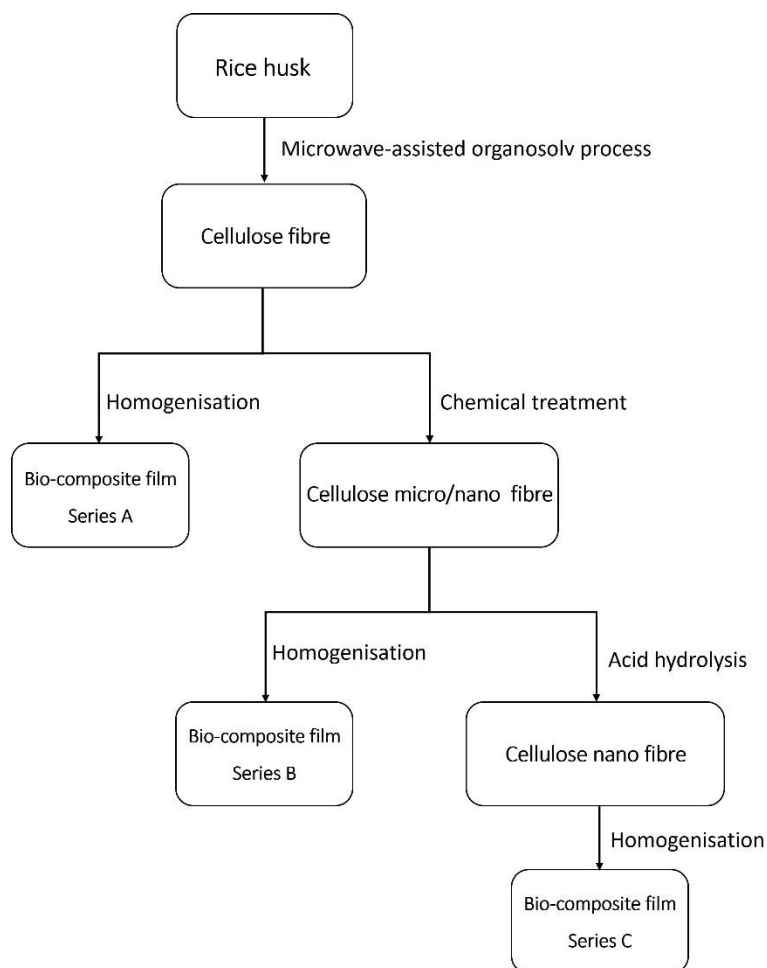 Rice husk
Microwave-assisted organosolv process
Cellulose fibre
Homogenisation
Chemical treatment
Bio-composite film
Series A
Cellulose micro/nano fibre
Homogenisation
Acid hydrolysis
Bio-composite film
Series B
Cellulose nano fibre
Homogenisation
Bio-composite film
Series C